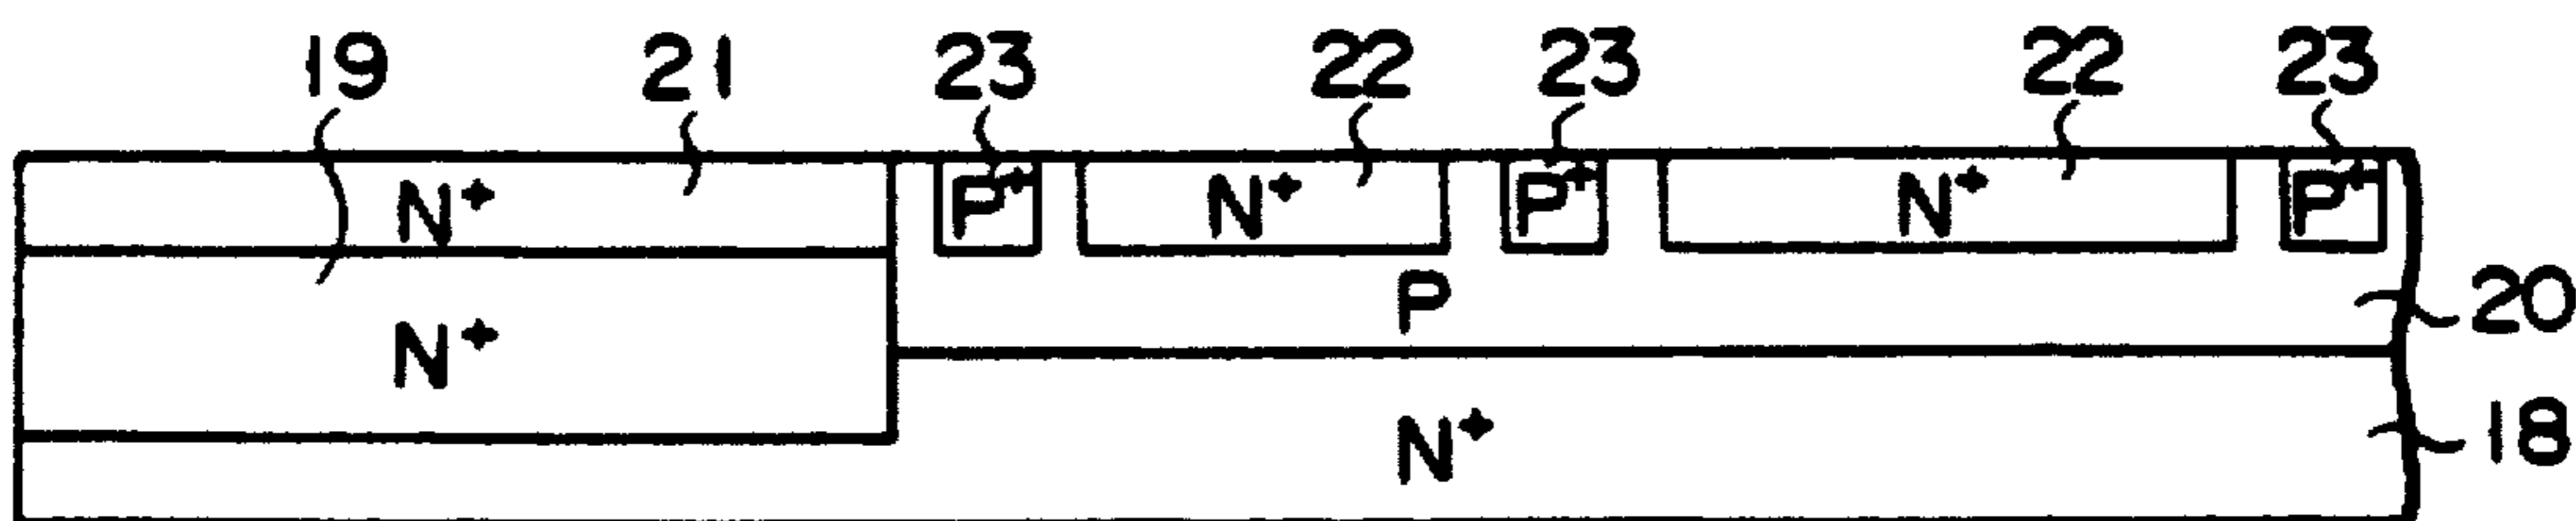 19 21 23 22 23 22 23
N⁺ P⁺ N⁺ P⁺ N⁺ P⁺
P 20
N⁺
N⁺ 18